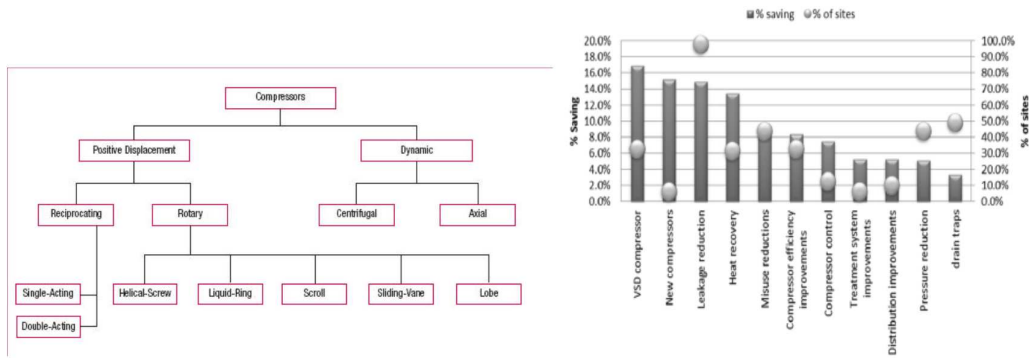 Compressors
Positive Displacement
Dynamic
Reciprocating
Rotary
Centrifugal
Axial
Single-Acting
Helical-Screw
Liquid-Ring
Scroll
Sliding-Vane
Lobe
Double-Acting
% saving
% of sites
20.0%
18.0%
16.0%
14.0%
12.0%
10.0%
8.0%
6.0%
4.0%
2.0%
0.0%
% Saving
100.0%
90.0%
80.0%
70.0%
60.0%
50.0%
40.0%
30.0%
20.0%
10.0%
0.0%
% of sites
VSD compressor
New compressors
Leakage reduction
Heat recovery
Misuse reductions
Compressor efficiency
improvements
Compressor control
Treatment system
improvements
Distribution improvements
Pressure reduction
drain traps